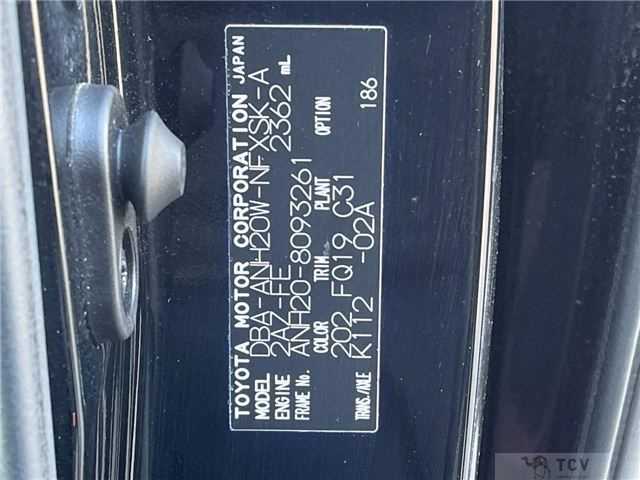 TOYOTA MOTOR CORPORATION JAPAN
MODEL DBA-ANH20W-NFXSK-A
ENGINE 2AZ-FE 2362 mL
FRAME No. ANH20-8093261
COLOR TRIM PLANT OPTION
202 FQ19 C31 186
TRANS./AXLE K112 -02A
TCV